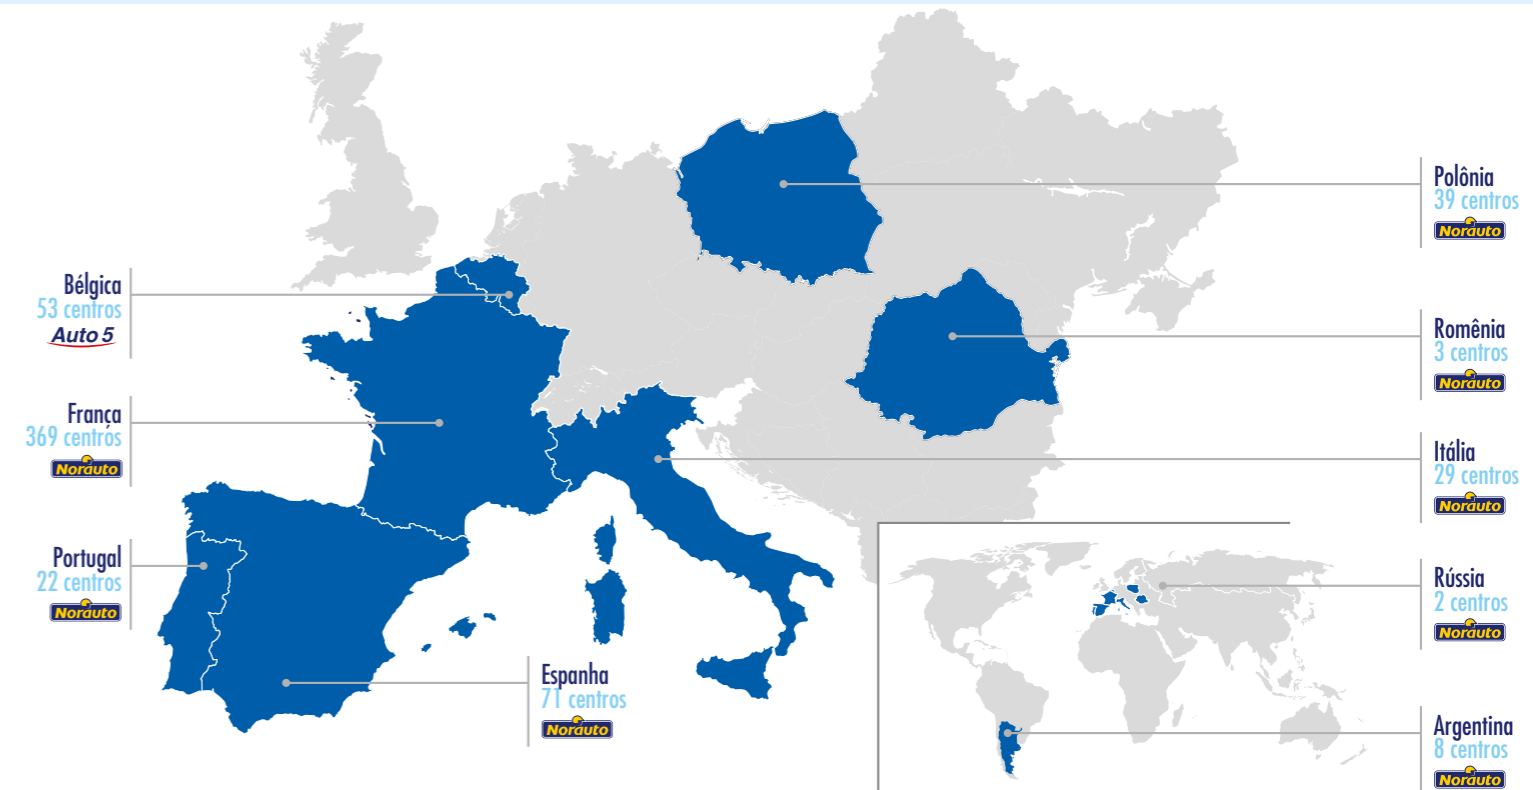 Polônia
39 centros
Norauto
Bélgica
53 centros
Auto 5
Romênia
3 centros
Norauto
França
369 centros
Norauto
Itália
29 centros
Norauto
Portugal
22 centros
Norauto
Espanha
71 centros
Norauto
Rússia
2 centros
Norauto
Argentina
8 centros
Norauto